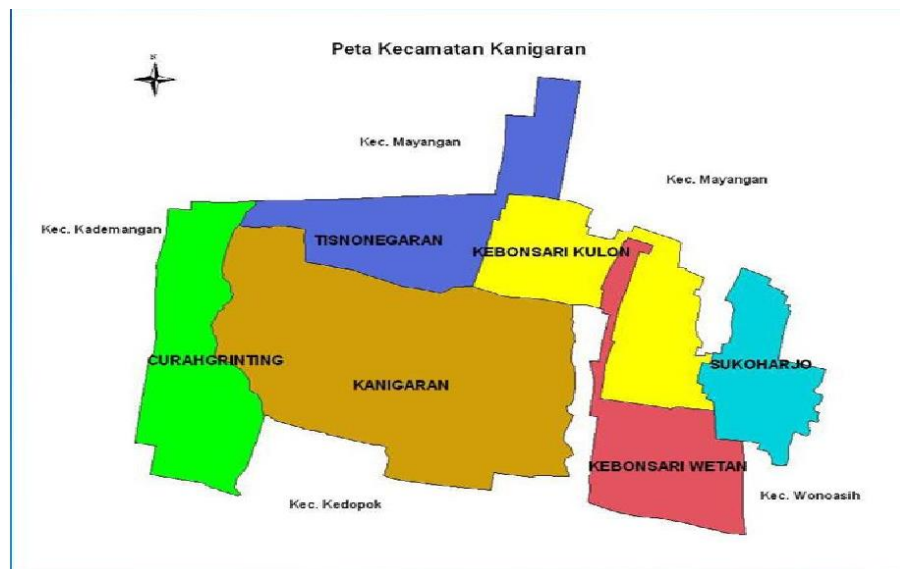 Peta Kecamatan Kanigaran
Kec. Mayangan
Kec. Mayangan
Kec. Kademangan
TISNONEGARAN
KEBONSARI KULON
CURAHGRINTING
KANIGARAN
SUKOHARJO
KEBONSARI WETAN
Kec. Kedopok
Kec. Wonoasih